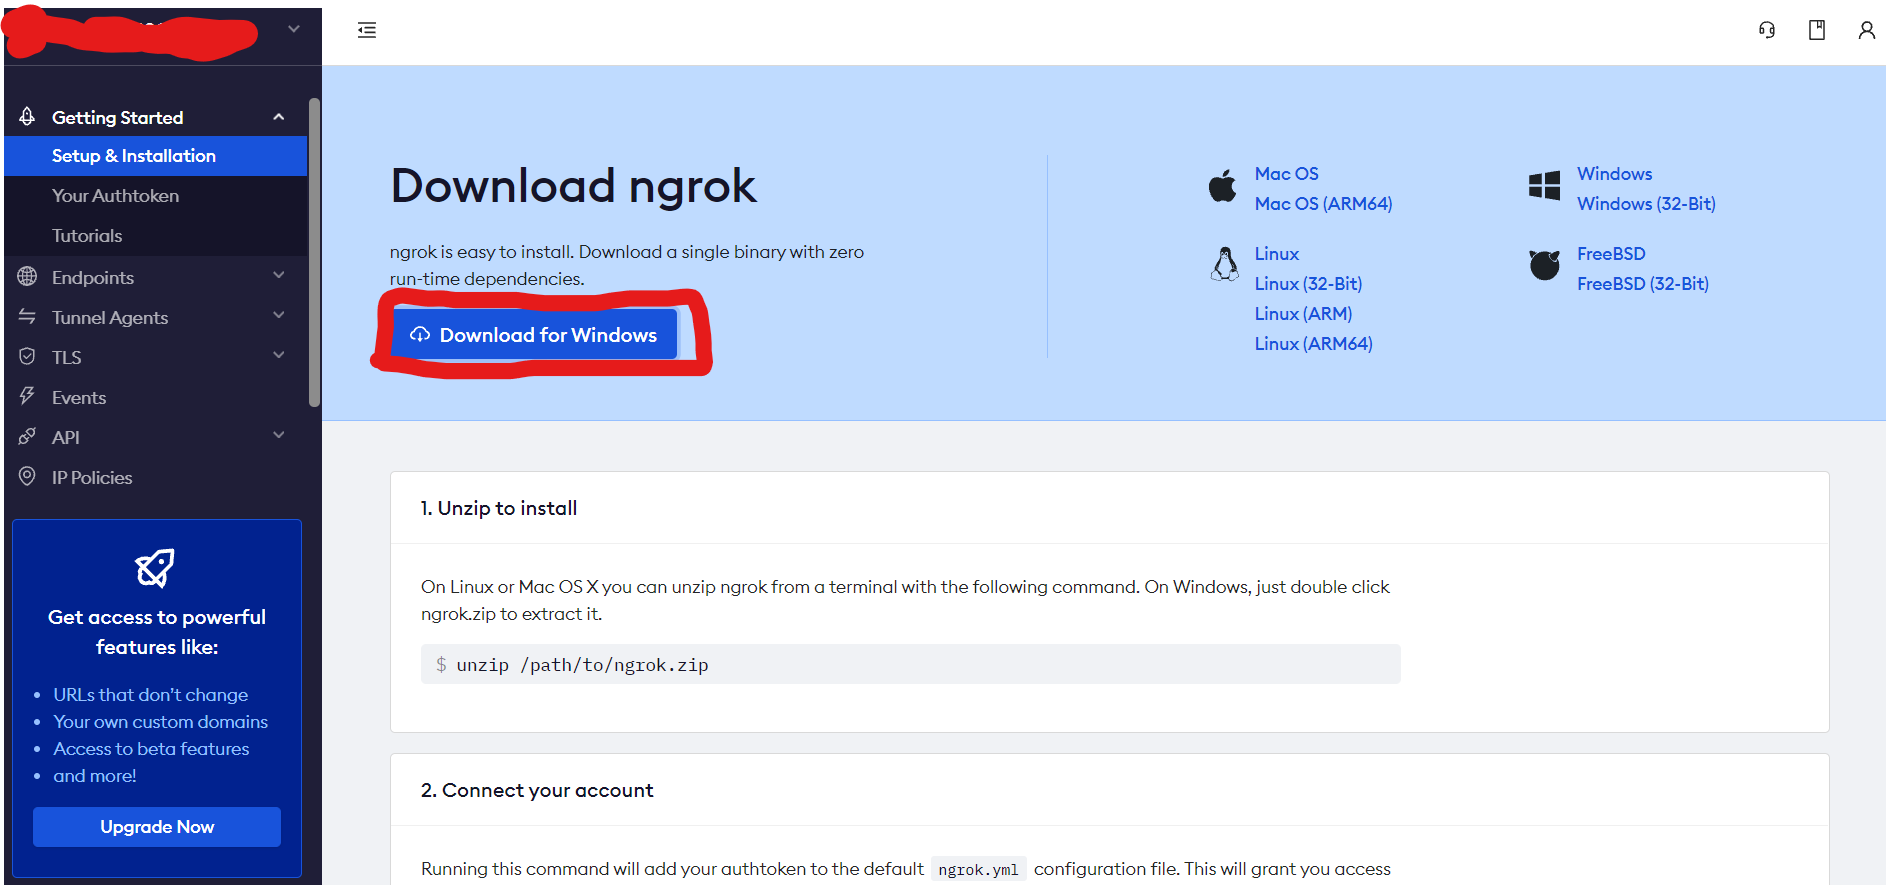 Getting Started
Setup & Installation
Your Authtoken
Tutorials
Endpoints
Tunnel Agents
TLS
Events
API
IP Policies
Get access to powerful
features like:
• URLs that don't change
• Your own custom domains
• Access to beta features
• and more!
Upgrade Now
Download ngrok
ngrok is easy to install. Download a single binary with zero
run-time dependencies.
Download for Windows
Mac OS
Mac OS (ARM64)
Linux
Linux (32-Bit)
Linux (ARM)
Linux (ARM64)
Windows
Windows (32-Bit)
FreeBSD
FreeBSD (32-Bit)
1. Unzip to install
On Linux or Mac OS X you can unzip ngrok from a terminal with the following command. On Windows, just double click
ngrok.zip to extract it.
$ unzip /path/to/ngrok.zip
2. Connect your account
Running this command will add your authtoken to the default ngrok.yml configuration file. This will grant you access